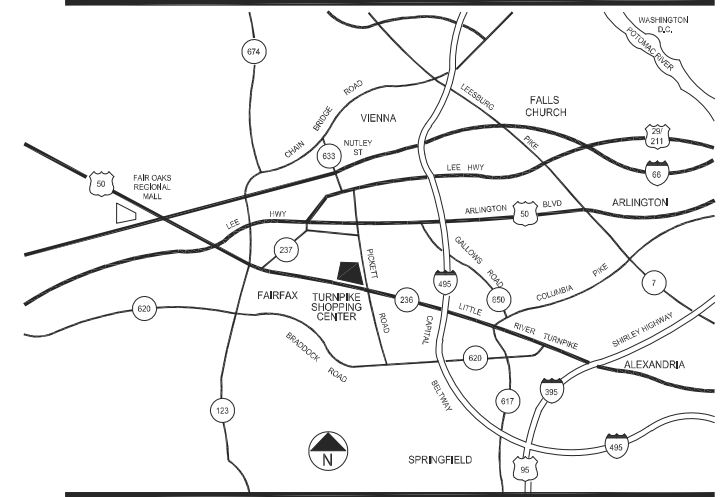 WASHINGTON
D.C.
POTOMAC RIVER
674
LEESBURG
PIKE
CHAIN
BRIDGE
ROAD
VIENNA
FALLS
CHURCH
29/
211
NUTLEY
ST
633
LEE HWY
66
50
FAIR OAKS
REGIONAL
MALL
LEE
HWY
ARLINGTON
50
BLVD
ARLINGTON
237
PICKETT
ROAD
GALLOWS
ROAD
495
COLUMBIA
PIKE
7
FAIRFAX
TURNPIKE
SHOPPING
CENTER
236
650
LITTLE
RIVER TURNPIKE
620
BRADDOCK
ROAD
CAPITAL
BELTWAY
620
SHIRLEY HIGHWAY
ALEXANDRIA
123
617
395
495
N
SPRINGFIELD
95